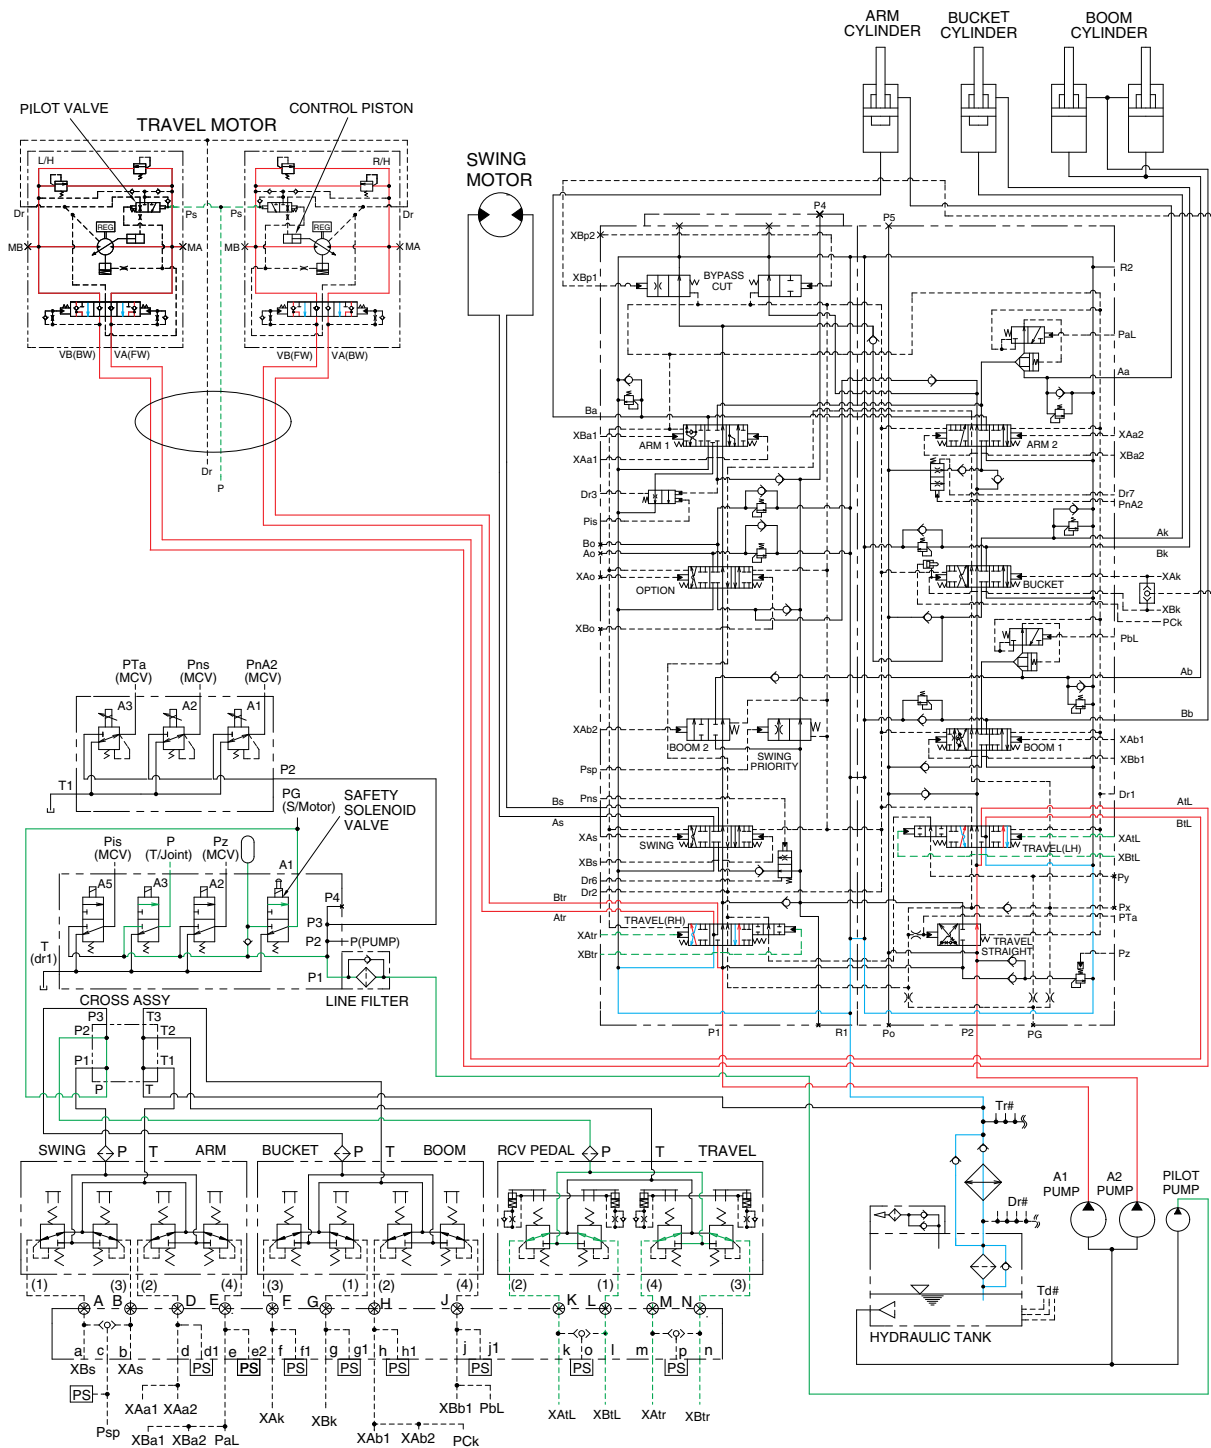 ARM
CYLINDER
BUCKET
CYLINDER
BOOM
CYLINDER
PILOT VALVE
CONTROL PISTON
TRAVEL MOTOR
L/H
R/H
Dr
Ps
Ps
Dr
REG
REG
MB
MA
MB
MA
VB(BW)
VA(FW)
VB(FW)
VA(BW)
Dr
P
SWING
MOTOR
P4
P5
XBp2
XBp1
BYPASS
CUT
R2
PaL
Aa
Ba
XBa1
XAa1
ARM 1
ARM 2
XAa2
XBa2
Dr3
Pis
Dr7
PnA2
Bo
Ao
Ak
Bk
XAo
OPTION
BUCKET
XAk
XBk
PCk
XBo
PbL
Ab
Bb
XAb2
BOOM 2
SWING
PRIORITY
BOOM 1
XAb1
XBb1
Psp
Pns
Dr1
Bs
As
AtL
BtL
XAs
SWING
TRAVEL(LH)
XAtL
XBtL
XBs
Dr6
Dr2
Py
Btr
Atr
Px
PTa
TRAVEL(RH)
XAtr
XBtr
TRAVEL
STRAIGHT
Pz
P1
R1
Po
P2
PG
PTa
(MCV)
Pns
(MCV)
PnA2
(MCV)
A3
A2
A1
T1
P2
PG
(S/Motor)
SAFETY
SOLENOID
VALVE
Pis
(MCV)
P
(T/Joint)
Pz
(MCV)
A1
A5
A3
A2
P4
P3
P2
P(PUMP)
T
(dr1)
P1
LINE FILTER
CROSS ASSY
P3
T3
P2
T2
P1
T1
P
T
SWING
P
T
ARM
BUCKET
P
T
BOOM
RCV PEDAL
P
T
TRAVEL
(1)
(3)
(2)
(4)
(3)
(1)
(2)
(4)
(2)
(1)
(4)
(3)
A
B
D
E
F
G
H
J
K
L
M
N
a
c
b
d
d1
e
e2
f
f1
g
g1
h
h1
j
j1
k
o
l
m
p
n
PS
PS
PS
PS
PS
PS
PS
PS
PS
XBs
XAs
Psp
XAa1
XAa2
XBa1
XBa2
PaL
XAk
XBk
XAb1
XAb2
PCk
XBb1
PbL
XAtL
XBtL
XAtr
XBtr
Tr#
Dr#
Td#
A1
PUMP
A2
PUMP
PILOT
PUMP
HYDRAULIC TANK